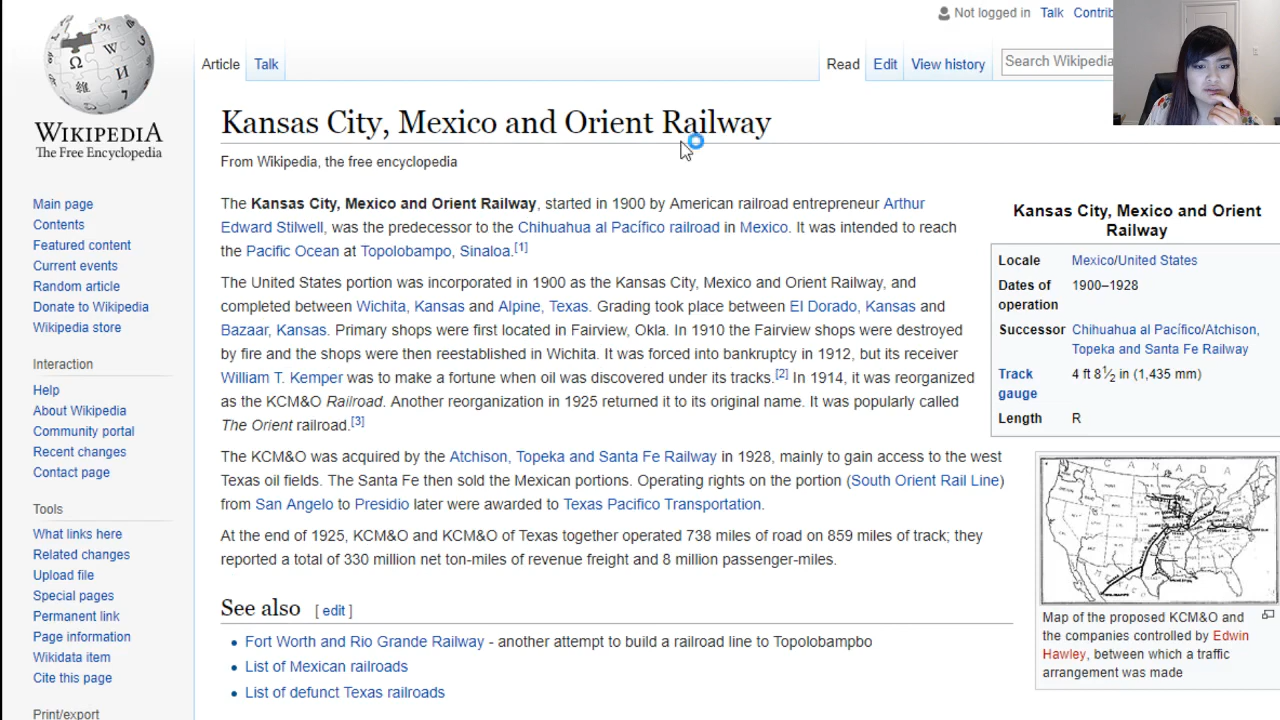 Not logged in Talk Contrib
Article Talk Read Edit View history Search Wikipedia
WIKIPEDIA
The Free Encyclopedia
Main page
Contents
Featured content
Current events
Random article
Donate to Wikipedia
Wikipedia store
Interaction
Help
About Wikipedia
Community portal
Recent changes
Contact page
Tools
What links here
Related changes
Upload file
Special pages
Permanent link
Page information
Wikidata item
Cite this page
Print/export
Kansas City, Mexico and Orient Railway
From Wikipedia, the free encyclopedia
The Kansas City, Mexico and Orient Railway, started in 1900 by American railroad entrepreneur Arthur
Edward Stilwell, was the predecessor to the Chihuahua al Pacífico railroad in Mexico. It was intended to reach
the Pacific Ocean at Topolobampo, Sinaloa.[1]
The United States portion was incorporated in 1900 as the Kansas City, Mexico and Orient Railway, and
completed between Wichita, Kansas and Alpine, Texas. Grading took place between El Dorado, Kansas and
Bazaar, Kansas. Primary shops were first located in Fairview, Okla. In 1910 the Fairview shops were destroyed
by fire and the shops were then reestablished in Wichita. It was forced into bankruptcy in 1912, but its receiver
William T. Kemper was to make a fortune when oil was discovered under its tracks.[2] In 1914, it was reorganized
as the KCM&O Railroad. Another reorganization in 1925 returned it to its original name. It was popularly called
The Orient railroad.[3]
The KCM&O was acquired by the Atchison, Topeka and Santa Fe Railway in 1928, mainly to gain access to the west
Texas oil fields. The Santa Fe then sold the Mexican portions. Operating rights on the portion (South Orient Rail Line)
from San Angelo to Presidio later were awarded to Texas Pacifico Transportation.
At the end of 1925, KCM&O and KCM&O of Texas together operated 738 miles of road on 859 miles of track; they
reported a total of 330 million net ton-miles of revenue freight and 8 million passenger-miles.
See also [ edit ]
Fort Worth and Rio Grande Railway - another attempt to build a railroad line to Topolobampbo
List of Mexican railroads
List of defunct Texas railroads
Kansas City, Mexico and Orient
Railway
Locale Mexico/United States
Dates of 1900–1928
operation
Successor Chihuahua al Pacífico/Atchison,
Topeka and Santa Fe Railway
Track 4 ft 8 1⁄2 in (1,435 mm)
gauge
Length R
CANADA
Map of the proposed KCM&O and
the companies controlled by Edwin
Hawley, between which a traffic
arrangement was made